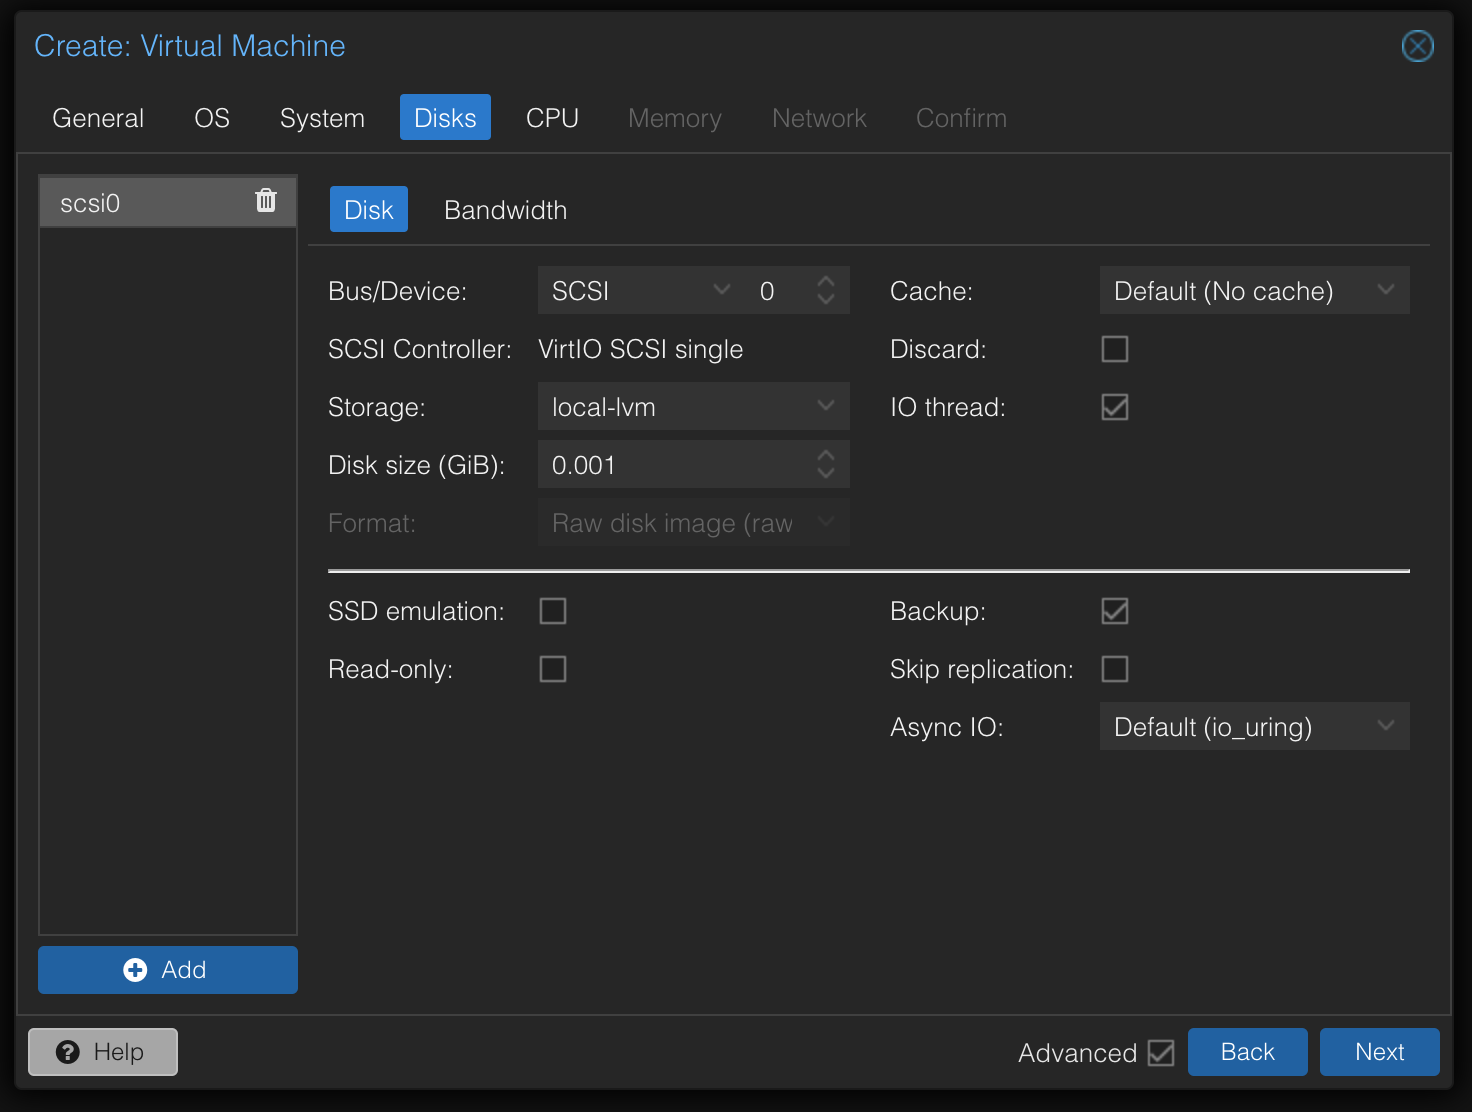 Create: Virtual Machine
General OS System Disks CPU Memory Network Confirm
scsi0
Disk Bandwidth
Bus/Device: SCSI 0 Cache: Default (No cache)
SCSI Controller: VirtIO SCSI single Discard:
Storage: local-lvm IO thread:
Disk size (GiB): 0.001
Format: Raw disk image (raw
SSD emulation: Backup:
Read-only: Skip replication:
Async IO: Default (io_uring)
Add
Help Advanced Back Next